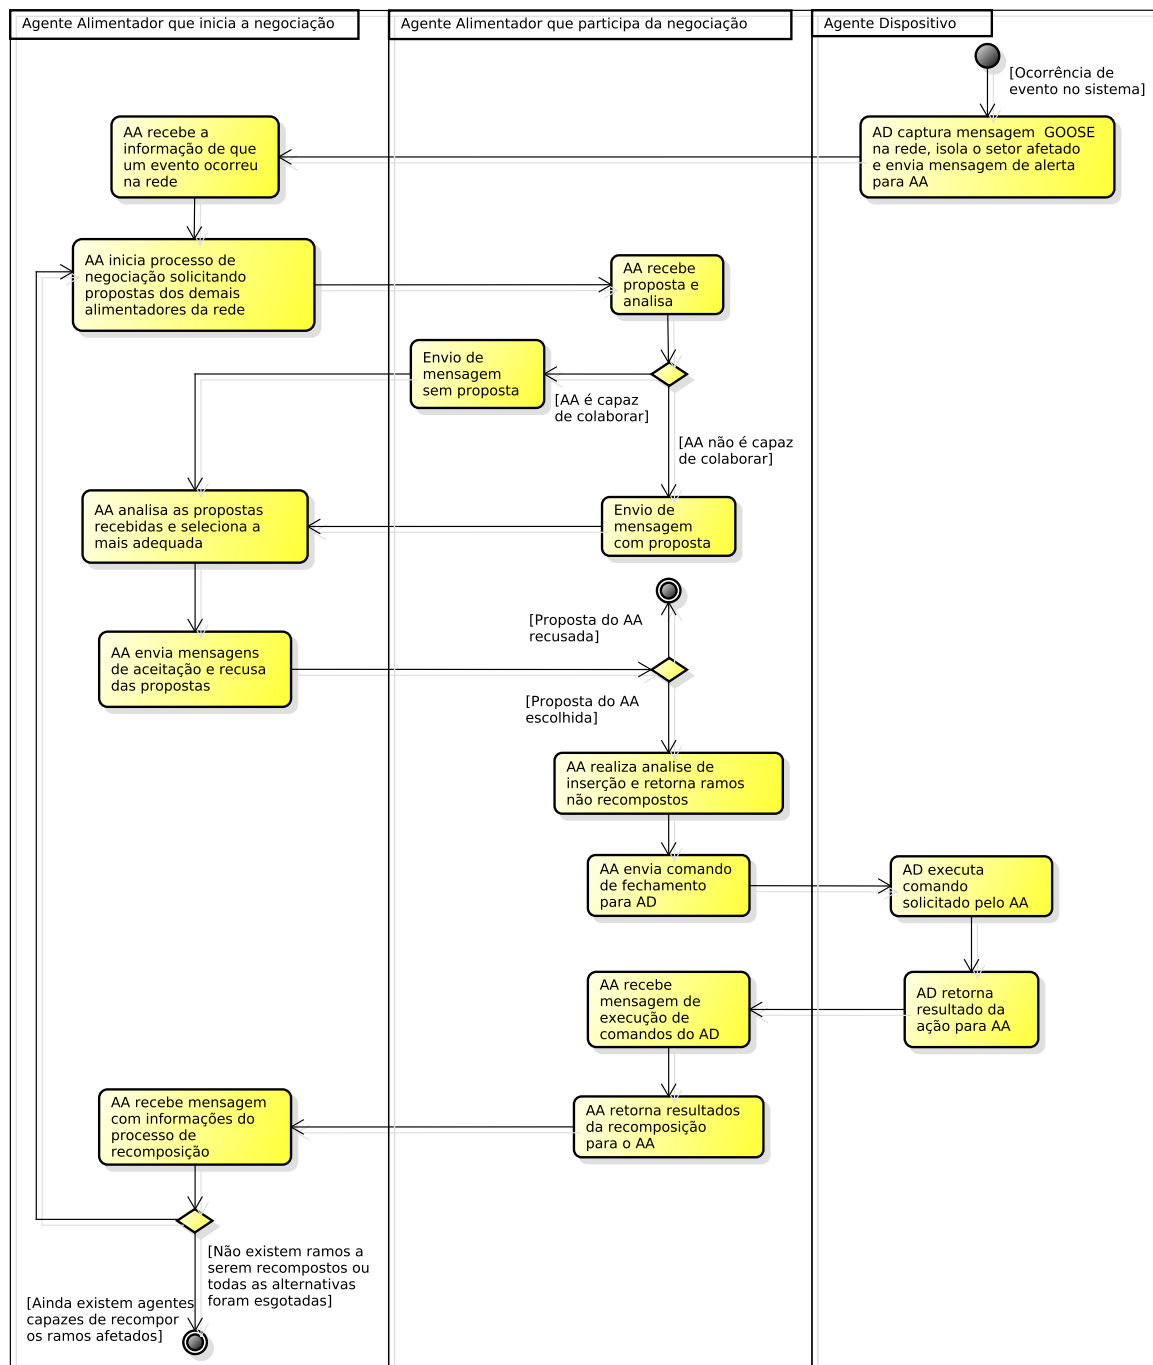 Agente Alimentador que inicia a negociação
Agente Alimentador que participa da negociação
Agente Dispositivo
[Ocorrência de
evento no sistema]
AD captura mensagem  GOOSE
na rede, isola o setor afetado
e envia mensagem de alerta
para AA
AA recebe a
informação de que
um evento ocorreu
na rede
AA inicia processo de
negociação solicitando
propostas dos demais
alimentadores da rede
AA recebe
proposta e
analisa
Envio de
mensagem
sem proposta
[AA é capaz
de colaborar]
[AA não é capaz
de colaborar]
AA analisa as propostas
recebidas e seleciona a
mais adequada
Envio de
mensagem
com proposta
[Proposta do AA
recusada]
AA envia mensagens
de aceitação e recusa
das propostas
[Proposta do AA
escolhida]
AA realiza analise de
inserção e retorna ramos
não recompostos
AA envia comando
de fechamento
para AD
AD executa
comando
solicitado pelo AA
AD retorna
resultado da
ação para AA
AA recebe
mensagem de
execução de
comandos do AD
AA retorna resultados
da recomposição
para o AA
AA recebe mensagem
com informações do
processo de
recomposição
[Não existem ramos a
serem recompostos ou
todas as alternativas
foram esgotadas]
[Ainda existem agentes
capazes de recompor
os ramos afetados]